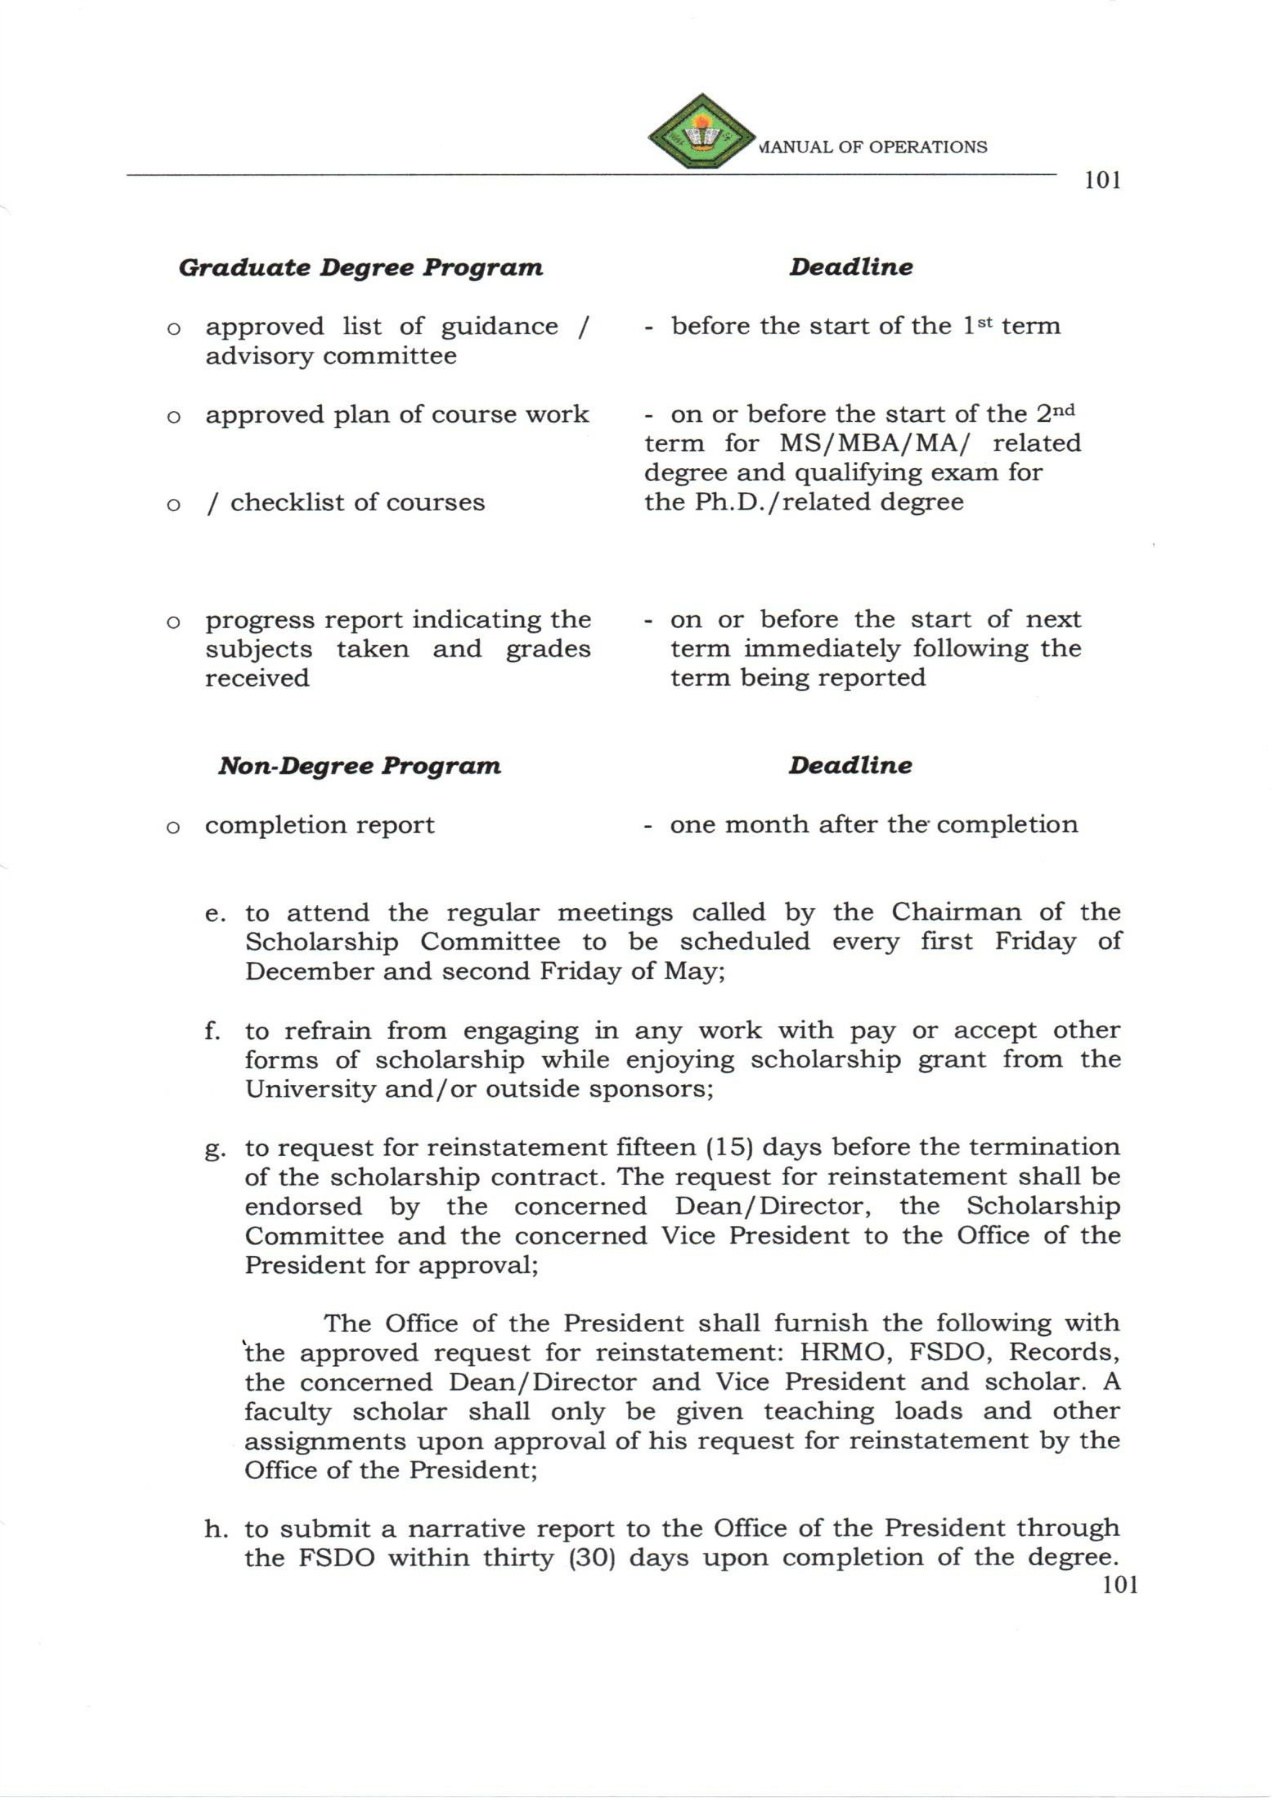 MANUAL OF OPERATIONS
101
Graduate Degree Program Deadline
o approved list of guidance / - before the start of the 1st term
advisory committee
o approved plan of course work - on or before the start of the 2nd
term for MS/MBA/MA/ related
degree and qualifying exam for
o / checklist of courses the Ph.D./related degree
o progress report indicating the - on or before the start of next
subjects taken and grades term immediately following the
received term being reported
Non-Degree Program Deadline
o completion report - one month after the completion
e. to attend the regular meetings called by the Chairman of the
Scholarship Committee to be scheduled every first Friday of
December and second Friday of May;
f. to refrain from engaging in any work with pay or accept other
forms of scholarship while enjoying scholarship grant from the
University and/or outside sponsors;
g. to request for reinstatement fifteen (15) days before the termination
of the scholarship contract. The request for reinstatement shall be
endorsed by the concerned Dean/Director, the Scholarship
Committee and the concerned Vice President to the Office of the
President for approval;
The Office of the President shall furnish the following with
the approved request for reinstatement: HRMO, FSDO, Records,
the concerned Dean/Director and Vice President and scholar. A
faculty scholar shall only be given teaching loads and other
assignments upon approval of his request for reinstatement by the
Office of the President;
h. to submit a narrative report to the Office of the President through
the FSDO within thirty (30) days upon completion of the degree.
101